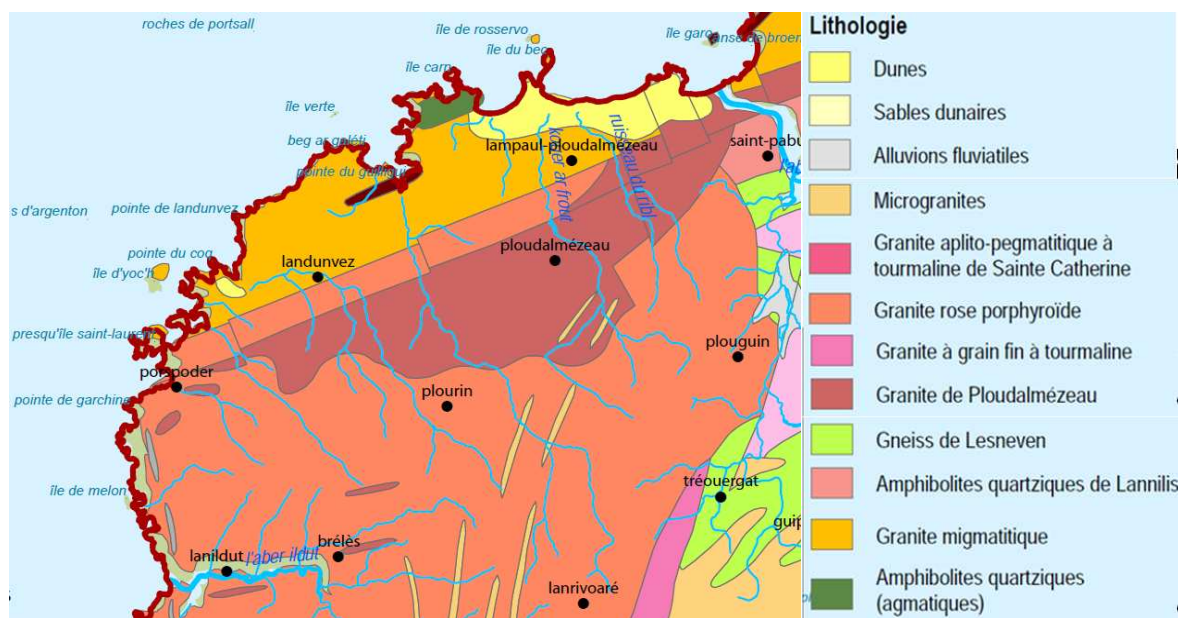 roches de portsall
île de rosservo
île du bec
île garo
anse de broen
île carn
île verte
beg ar galéti
lampaul-ploudalmézeau
saint-pabu
pointe du guilligui
kouer ar frout
ruisseau du ribl
s d'argenton
pointe de landunvez
ploudalmézeau
pointe du coq
landunvez
île d'yoc'h
presqu'île saint-laurent
plouguin
porspoder
pointe de garchine
plourin
île de melon
tréouergat
guip
brélès
lanildut
l'aber ildut
lanrivoaré
Lithologie
Dunes
Sables dunaires
Alluvions fluviatiles
Microgranites
Granite aplito-pegmatitique à
tourmaline de Sainte Catherine
Granite rose porphyroïde
Granite à grain fin à tourmaline
Granite de Ploudalmézeau
Gneiss de Lesneven
Amphibolites quartziques de Lannilis
Granite migmatitique
Amphibolites quartziques
(agmatiques)